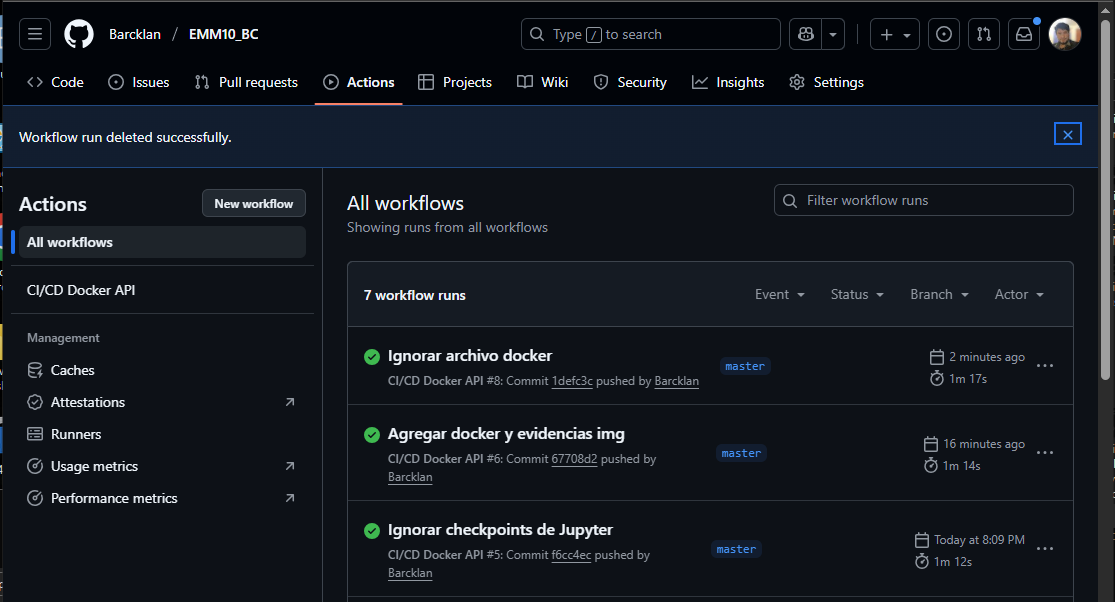 Barcklan / EMM10_BC
Type / to search
Code
Issues
Pull requests
Actions
Projects
Wiki
Security
Insights
Settings
Workflow run deleted successfully.
Actions
New workflow
All workflows
CI/CD Docker API
Management
Caches
Attestations
Runners
Usage metrics
Performance metrics
All workflows
Showing runs from all workflows
Filter workflow runs
7 workflow runs
Event
Status
Branch
Actor
Ignorar archivo docker
CI/CD Docker API #8: Commit 1defc3c pushed by Barcklan
master
2 minutes ago
1m 17s
Agregar docker y evidencias img
CI/CD Docker API #6: Commit 67708d2 pushed by
Barcklan
master
16 minutes ago
1m 14s
Ignorar checkpoints de Jupyter
CI/CD Docker API #5: Commit f6cc4ec pushed by
Barcklan
master
Today at 8:09 PM
1m 12s